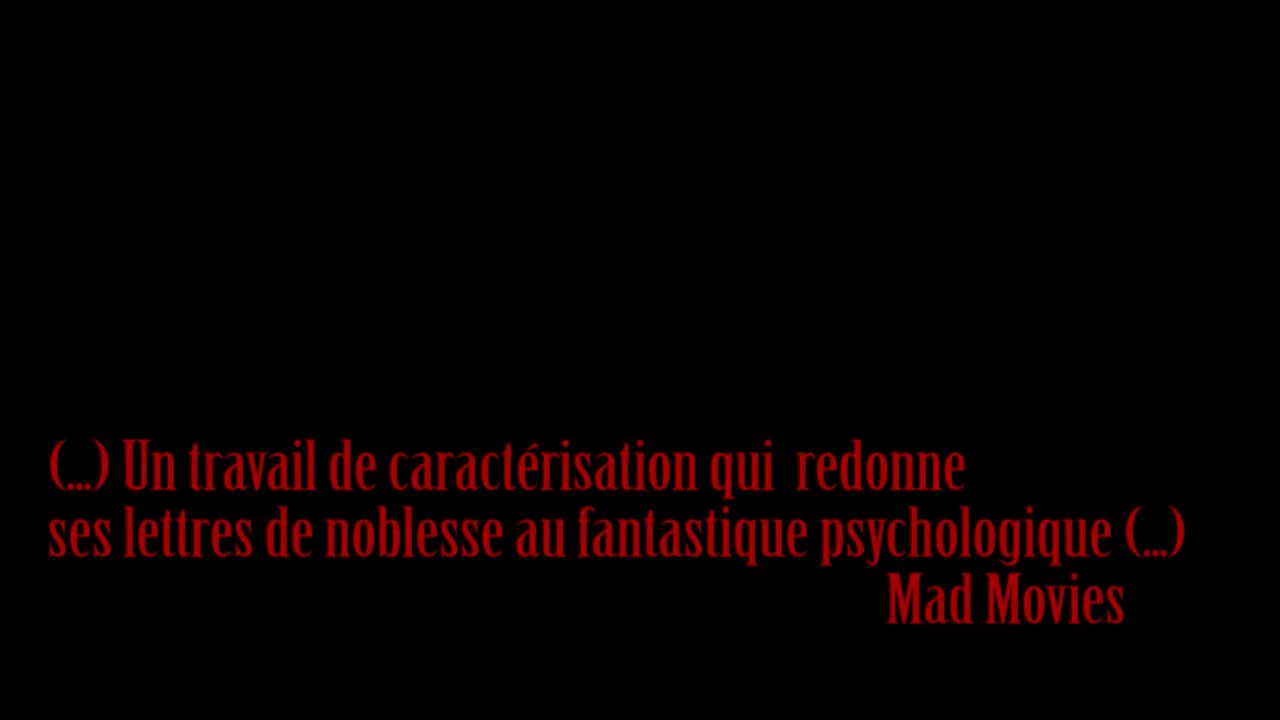 (...) Un travail de caractérisation qui redonne
ses lettres de noblesse au fantastique psychologique (...)
Mad Movies